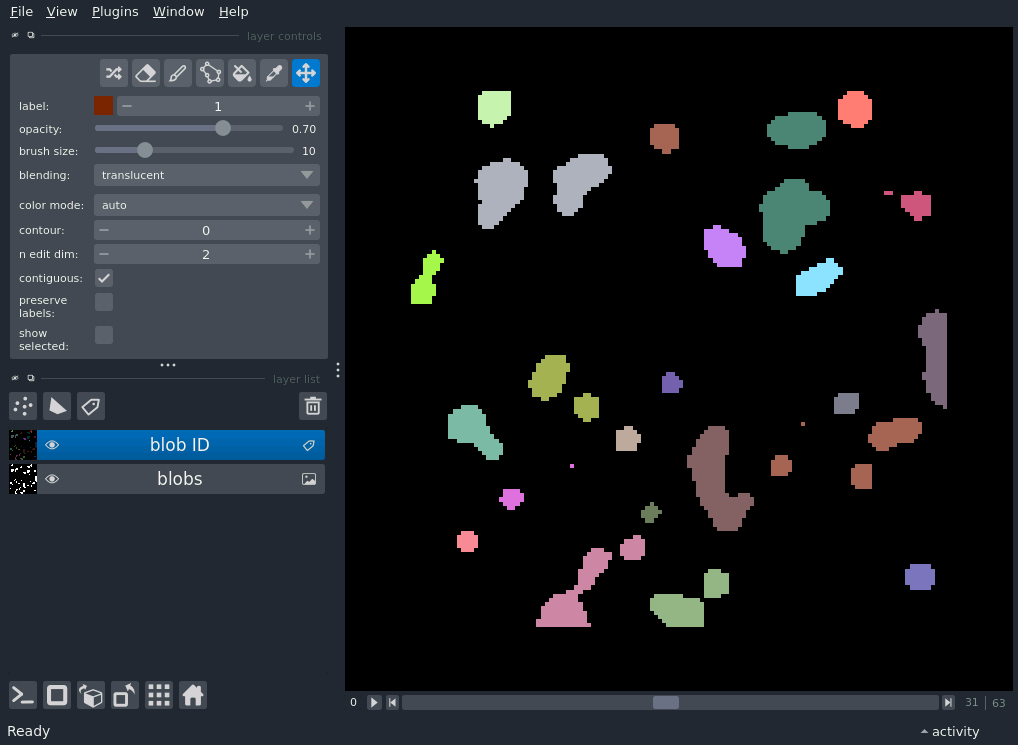 File View Plugins Window Help
layer controls
label: 1
opacity: 0.70
brush size: 10
blending: translucent
color mode: auto
contour: 0
n edit dim: 2
contiguous:
preserve
labels:
show
selected:
layer list
blob ID
blobs
0 31 63
Ready activity